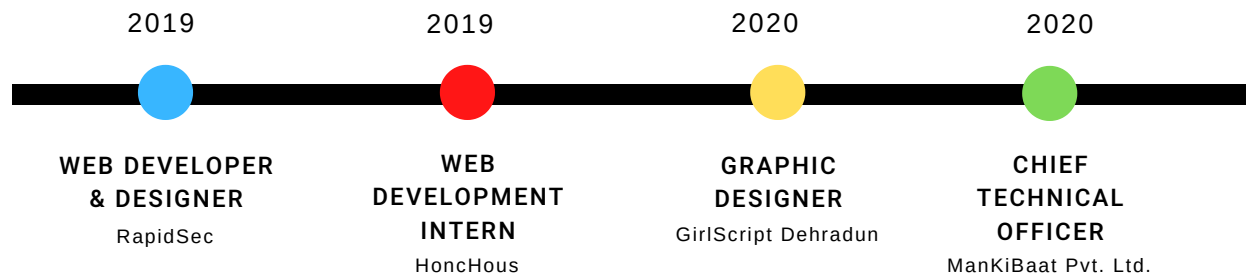 2019
2019
2020
2020
WEB DEVELOPER
& DESIGNER
RapidSec
WEB
DEVELOPMENT
INTERN
HoncHous
GRAPHIC
DESIGNER
GirlScript Dehradun
CHIEF
TECHNICAL
OFFICER
ManKiBaat Pvt. Ltd.